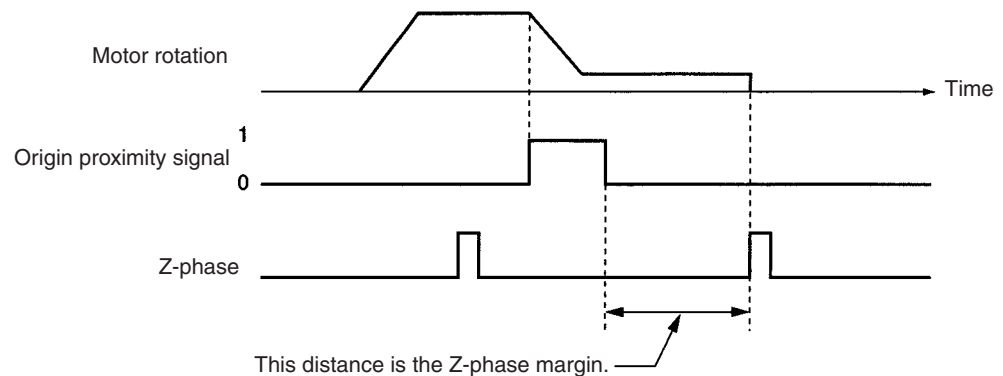 Motor rotation
Time
1
Origin proximity signal
0
Z-phase
This distance is the Z-phase margin.